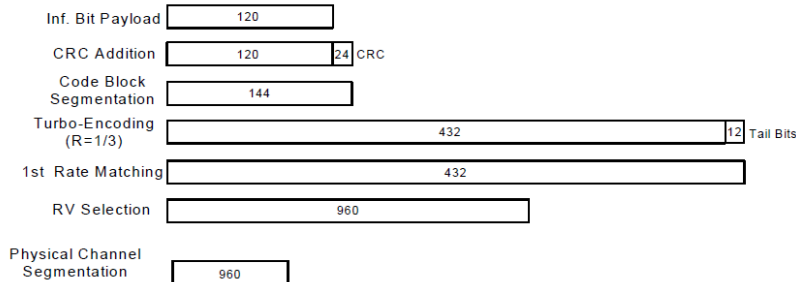 Inf. Bit Payload 120
CRC Addition 120 24 CRC
Code Block
Segmentation 144
Turbo-Encoding
(R=1/3) 432 12 Tail Bits
1st Rate Matching 432
RV Selection 960
Physical Channel
Segmentation 960